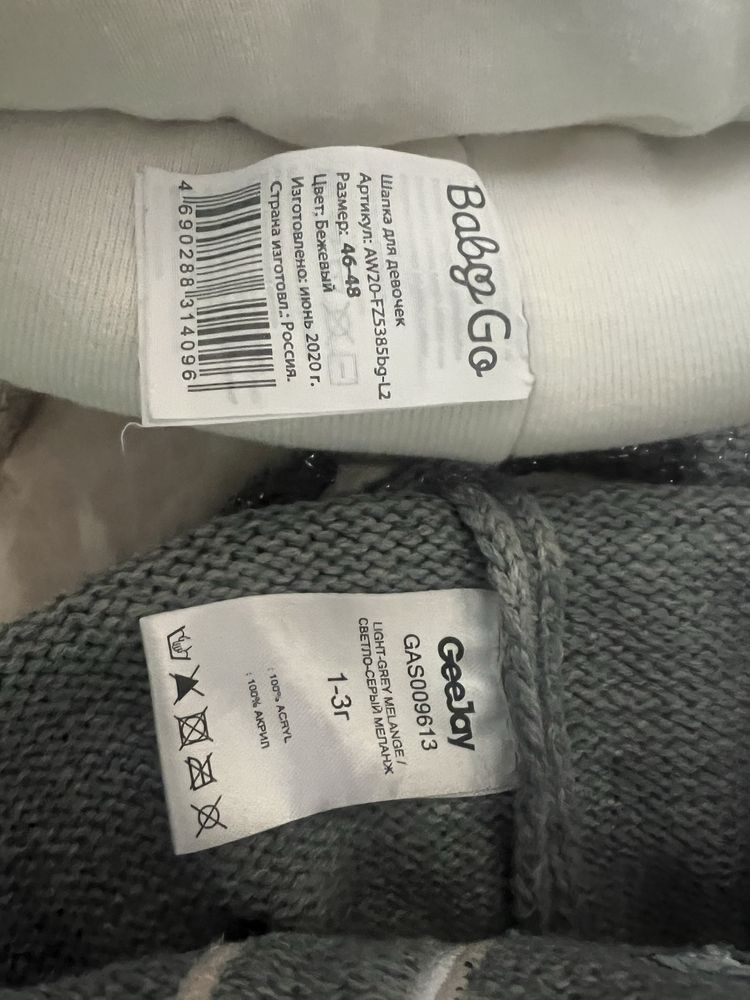 Baby Go
Шапка для девочек
Артикул: AW20-FZ5385bg-L2
Размер: 46-48
Цвет: Бежевый
Изготовлено: июнь 2020 г.
Страна изготовл.: Россия.
4 690288 314096
GeeJay
GAS009613
LIGHT-GREY MELANGE /
СВЕТЛО-СЕРЫЙ МЕЛАНЖ
1-3г
: 100% ACRYL
: 100% АКРИЛ